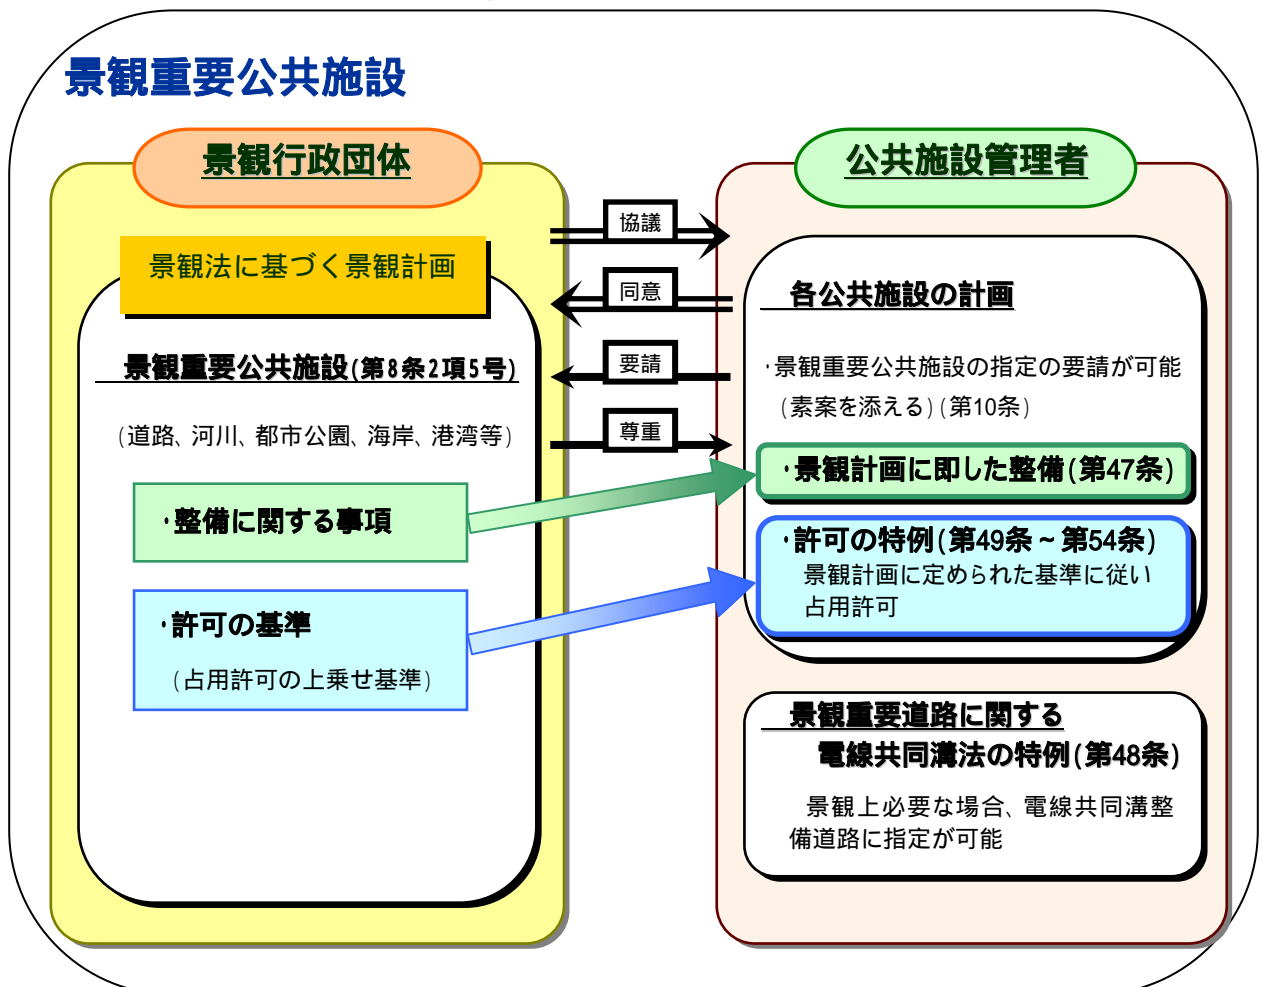 景観重要公共施設
景観行政団体
景観法に基づく景観計画
景観重要公共施設(第8条2項5号)
(道路、河川、都市公園、海岸、港湾等)
・整備に関する事項
・許可の基準
(占用許可の上乗せ基準)
協議
同意
要請
尊重
公共施設管理者
各公共施設の計画
・景観重要公共施設の指定の要請が可能
(素案を添える)(第10条)
・景観計画に即した整備(第47条)
・許可の特例(第49条~第54条)
景観計画に定められた基準に従い
占用許可
景観重要道路に関する
電線共同溝法の特例(第48条)
景観上必要な場合、電線共同溝整
備道路に指定が可能